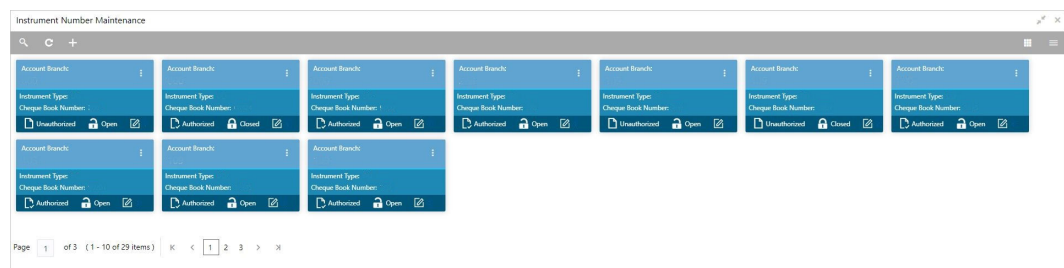 Instrument Number Maintenance
Account Branch: Account Branch: Account Branch: Account Branch: Account Branch: Account Branch: Account Branch:
Instrument Type: Instrument Type: Instrument Type: Instrument Type: Instrument Type: Instrument Type: Instrument Type:
Cheque Book Number: Cheque Book Number: Cheque Book Number: Cheque Book Number: Cheque Book Number: Cheque Book Number: Cheque Book Number:
Unauthorized Open Authorized Closed Authorized Open Authorized Open Unauthorized Open Unauthorized Closed Authorized Open
Account Branch: Account Branch: Account Branch:
Instrument Type: Instrument Type: Instrument Type:
Cheque Book Number: Cheque Book Number: Cheque Book Number:
Authorized Open Authorized Open Authorized Open
Page 1 of 3 ( 1 - 10 of 29 items ) 1 2 3